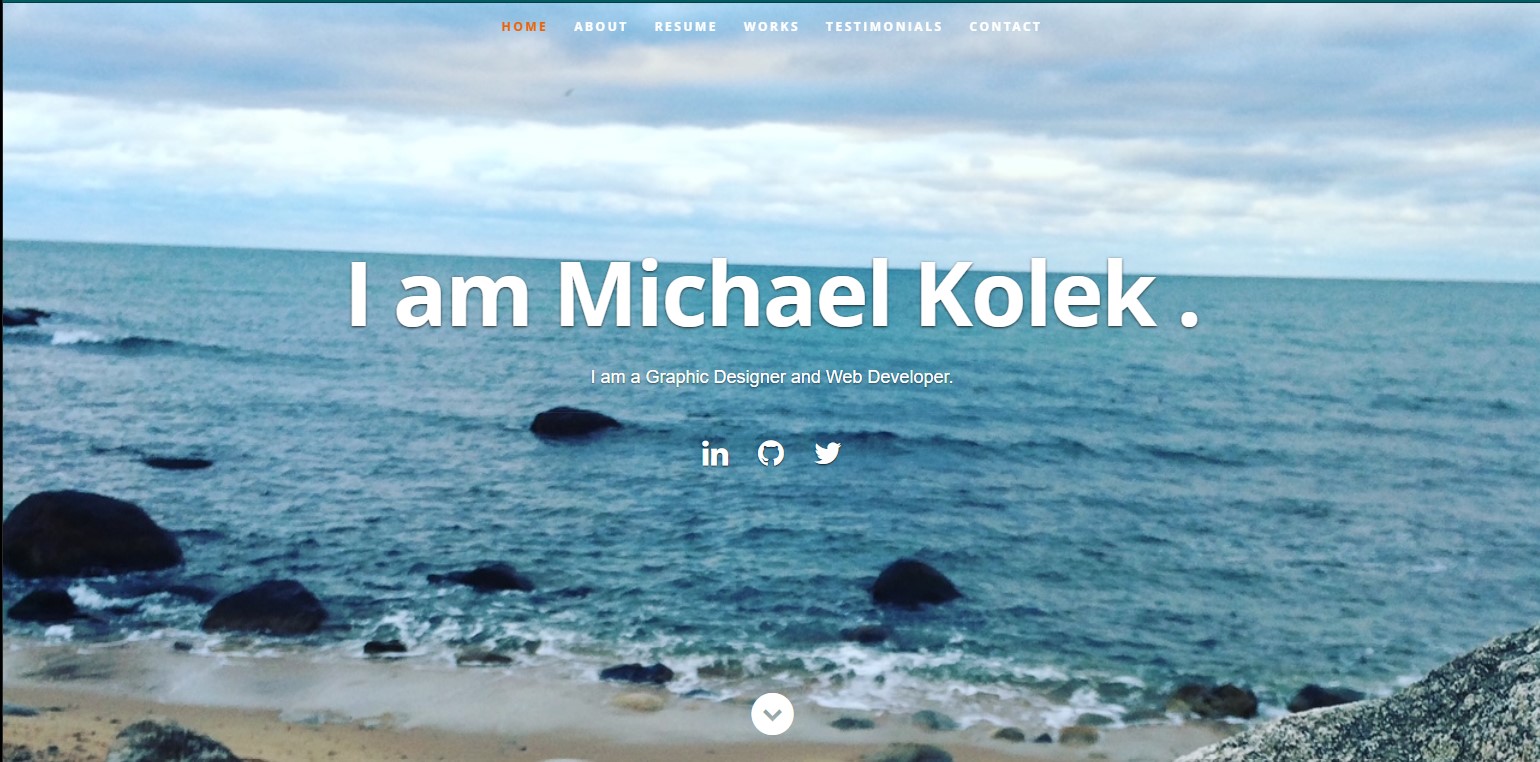 HOME ABOUT RESUME WORKS TESTIMONIALS CONTACT
I am Michael Kolek .
I am a Graphic Designer and Web Developer.
in